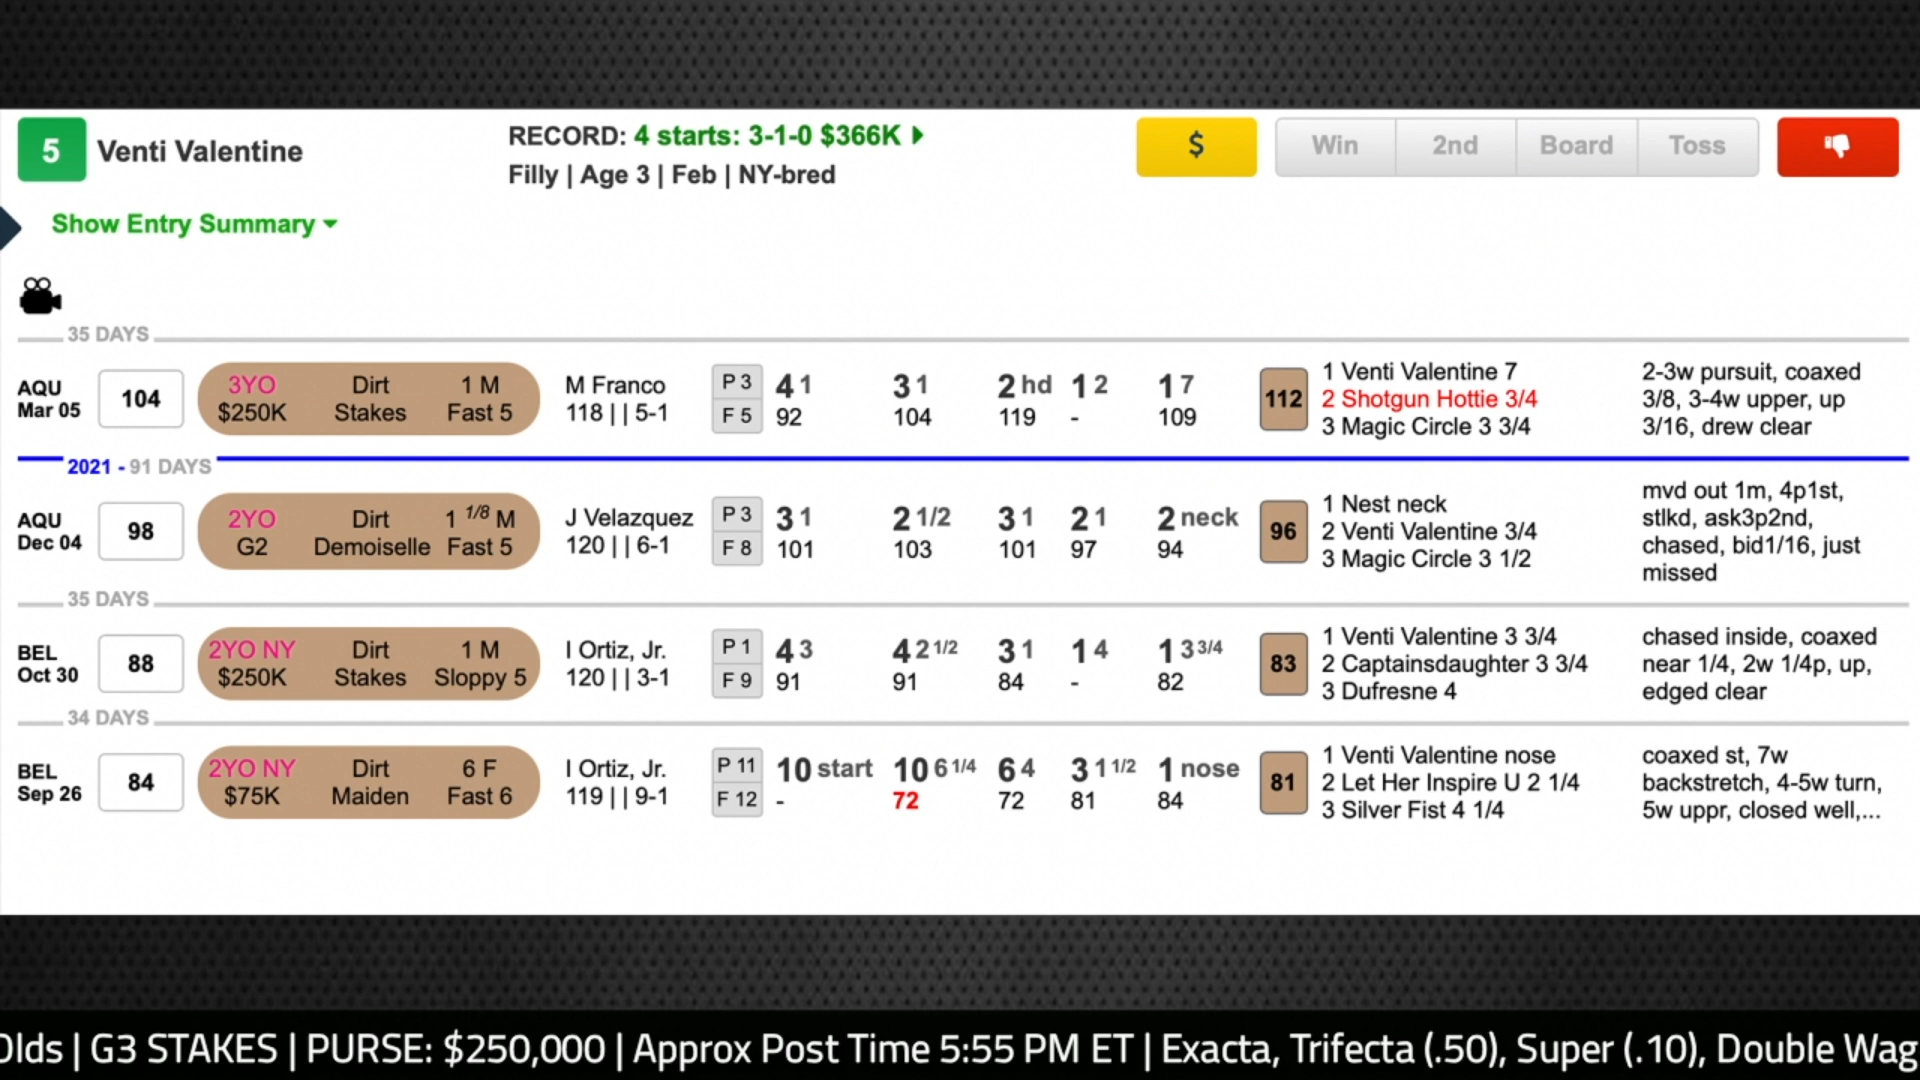 5 Venti Valentine
RECORD: 4 starts: 3-1-0 $366K
Filly | Age 3 | Feb | NY-bred
$ Win 2nd Board Toss
Show Entry Summary
35 DAYS
AQU
Mar 05
104
3YO Dirt 1 M
$250K Stakes Fast 5
M Franco
118 | | 5-1
P 3
F 5
4 1 3 1 2 hd 1 2 1 7
92 104 119 - 109
112
1 Venti Valentine 7
2 Shotgun Hottie 3/4
3 Magic Circle 3 3/4
2-3w pursuit, coaxed
3/8, 3-4w upper, up
3/16, drew clear
2021 - 91 DAYS
AQU
Dec 04
98
2YO Dirt 1 1/8 M
G2 Demoiselle Fast 5
J Velazquez
120 | | 6-1
P 3
F 8
3 1 2 1/2 3 1 2 1 2 neck
101 103 101 97 94
96
1 Nest neck
2 Venti Valentine 3/4
3 Magic Circle 3 1/2
mvd out 1m, 4p1st,
stlkd, ask3p2nd,
chased, bid1/16, just
missed
35 DAYS
BEL
Oct 30
88
2YO NY Dirt 1 M
$250K Stakes Sloppy 5
I Ortiz, Jr.
120 | | 3-1
P 1
F 9
4 3 4 2 1/2 3 1 1 4 1 3 3/4
91 91 84 - 82
83
1 Venti Valentine 3 3/4
2 Captainsdaughter 3 3/4
3 Dufresne 4
chased inside, coaxed
near 1/4, 2w 1/4p, up,
edged clear
34 DAYS
BEL
Sep 26
84
2YO NY Dirt 6 F
$75K Maiden Fast 6
I Ortiz, Jr.
119 | | 9-1
P 11
F 12
10 start 10 6 1/4 6 4 3 1 1/2 1 nose
- 72 72 81 84
81
1 Venti Valentine nose
2 Let Her Inspire U 2 1/4
3 Silver Fist 4 1/4
coaxed st, 7w
backstretch, 4-5w turn,
5w uppr, closed well,...
Olds | G3 STAKES | PURSE: $250,000 | Approx Post Time 5:55 PM ET | Exacta, Trifecta (.50), Super (.10), Double Wag